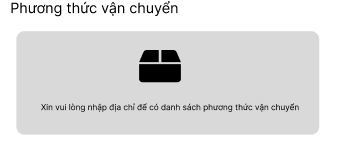 Phương thức vận chuyển
Xin vui lòng nhập địa chỉ để có danh sách phương thức vận chuyển